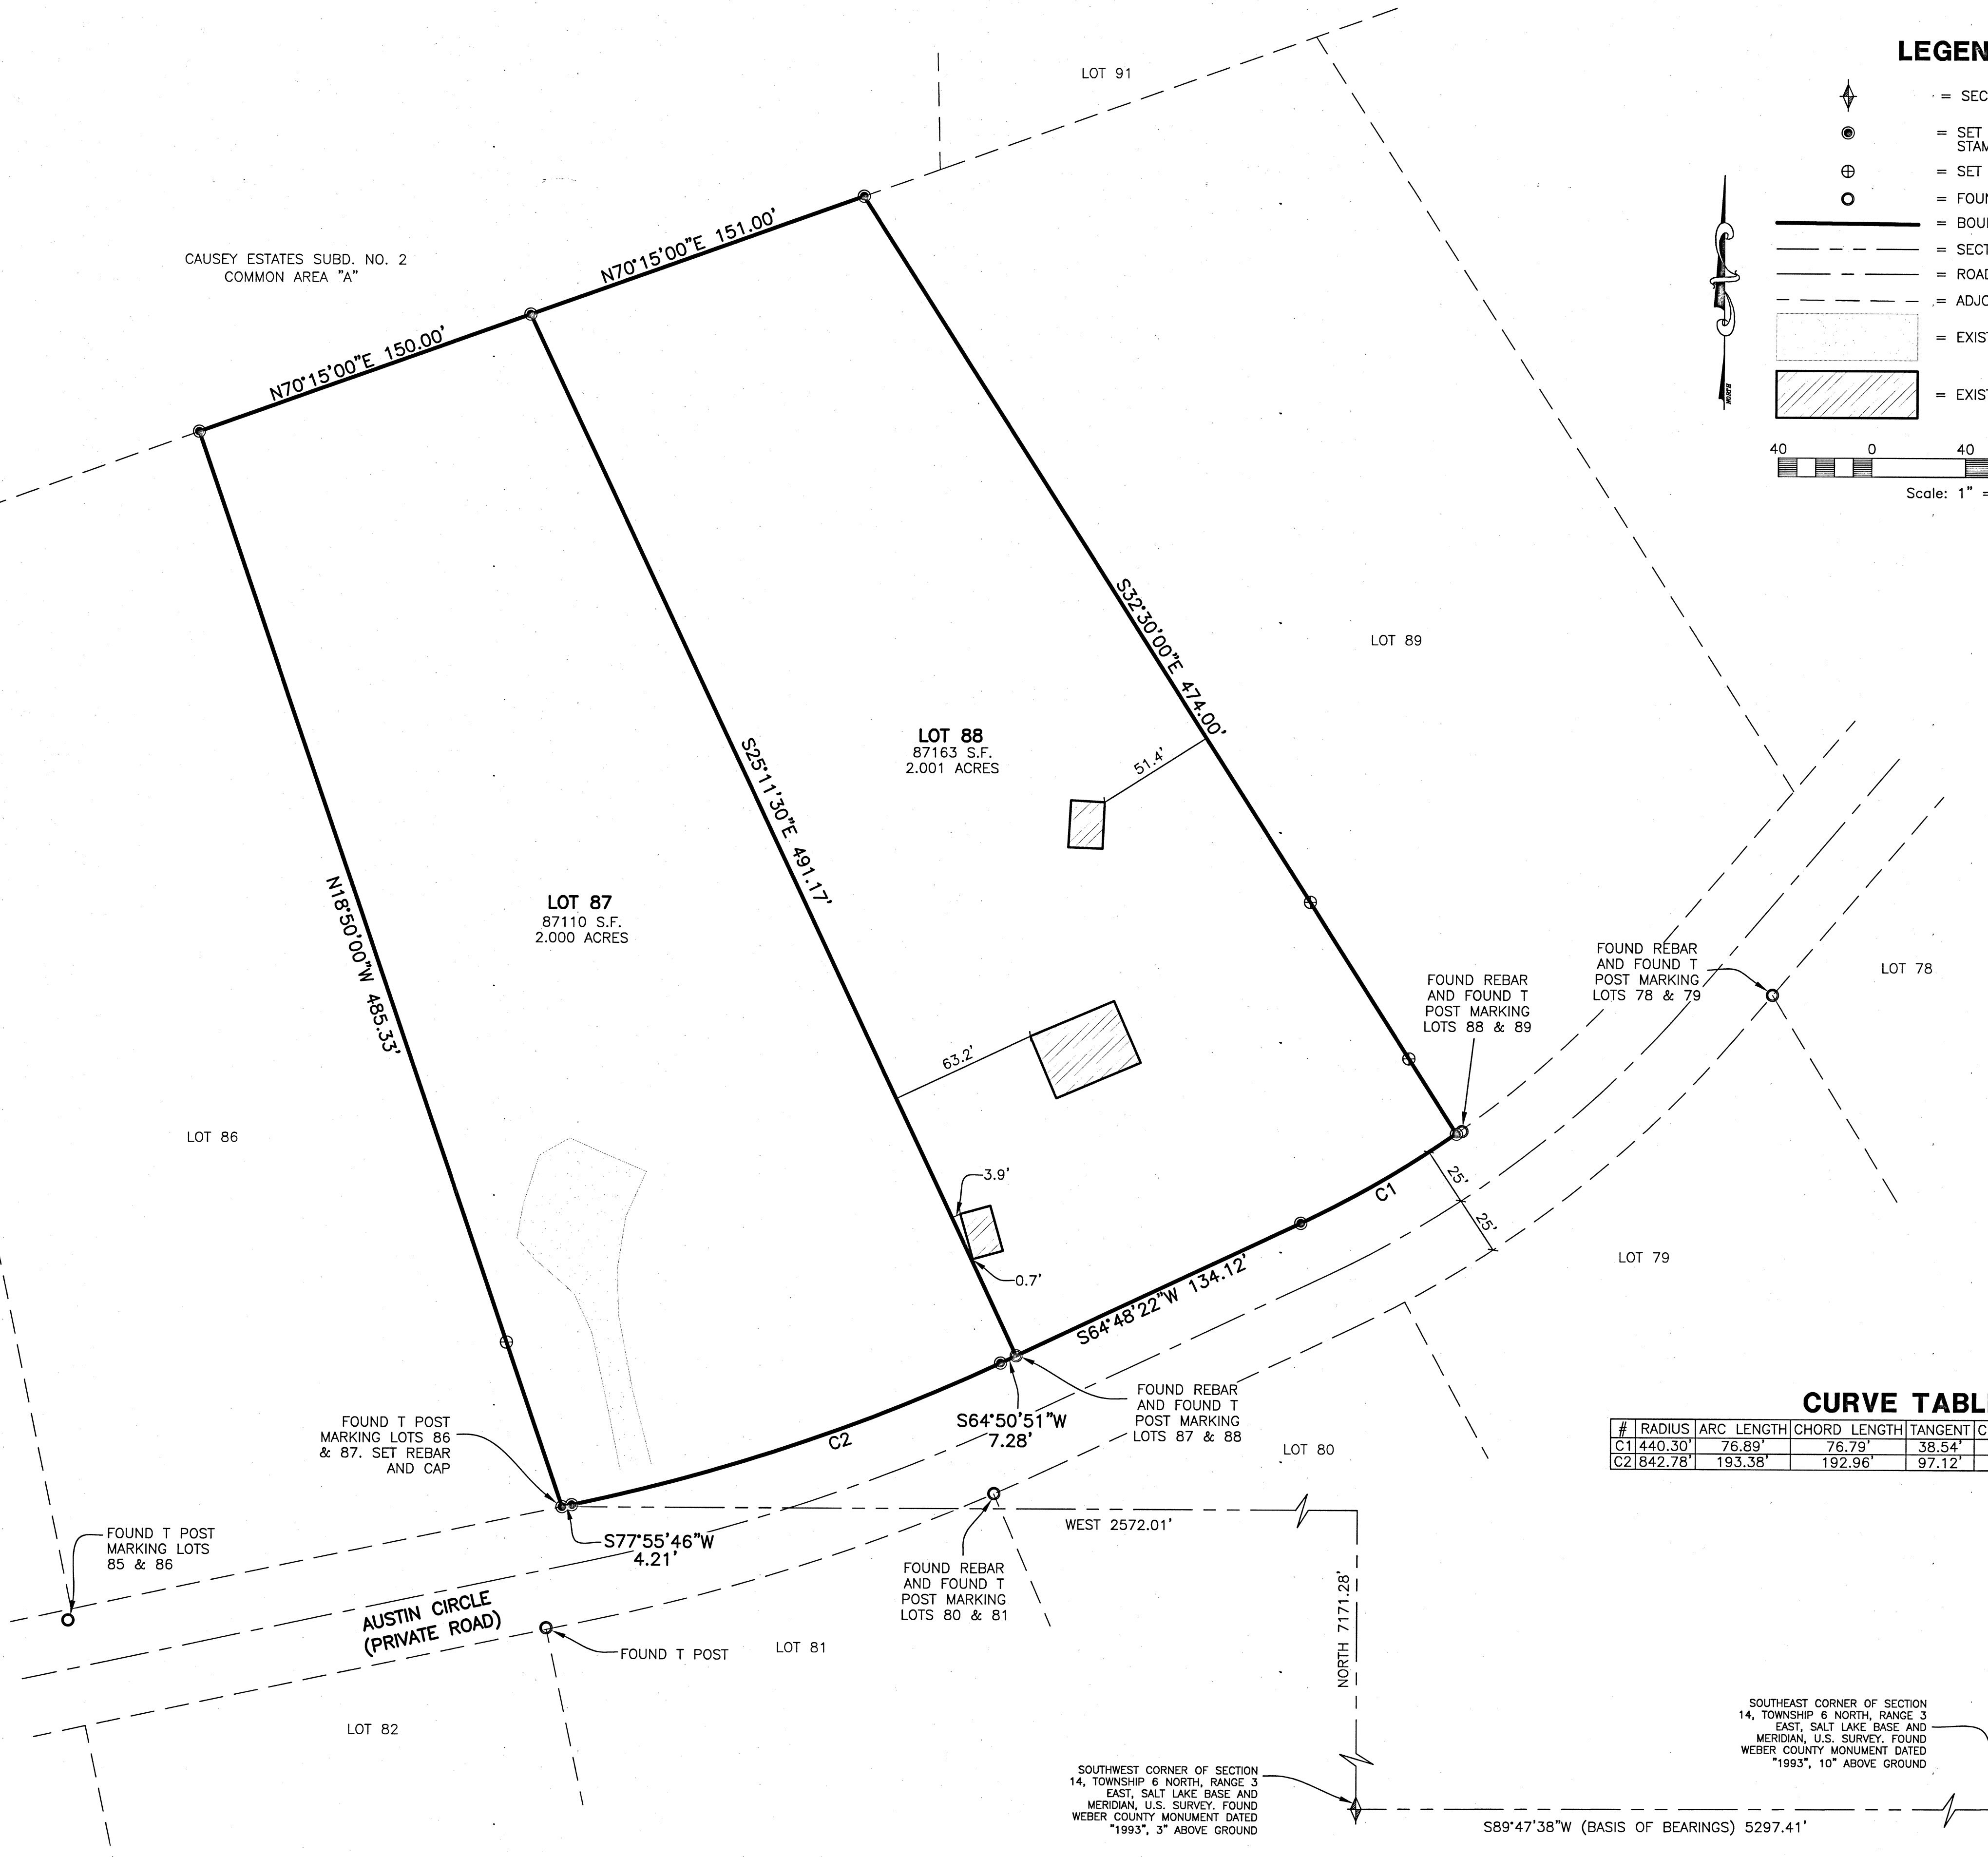 LOT 91
CAUSEY ESTATES SUBD. NO. 2
COMMON AREA "A"
N70°15'00"E 151.00'
N70°15'00"E 150.00'
S32°30'00"E 474.00'
LOT 89
LOT 88
87163 S.F.
2.001 ACRES
51.4'
S25°11'30"E 491.17'
N18°50'00"W 485.33'
LOT 87
87110 S.F.
2.000 ACRES
63.2'
3.9'
0.7'
LOT 86
FOUND REBAR
AND FOUND T
POST MARKING
LOTS 88 & 89
FOUND REBAR
AND FOUND T
POST MARKING
LOTS 78 & 79
LOT 78
C1
25'
25'
LOT 79
S64°48'22"W 134.12'
C2
S64°50'51"W
7.28'
FOUND REBAR
AND FOUND T
POST MARKING
LOTS 87 & 88
LOT 80
FOUND T POST
MARKING LOTS 86
& 87. SET REBAR
AND CAP
FOUND T POST
MARKING LOTS
85 & 86
S77°55'46"W
4.21'
WEST 2572.01'
FOUND REBAR
AND FOUND T
POST MARKING
LOTS 80 & 81
AUSTIN CIRCLE
(PRIVATE ROAD)
FOUND T POST
LOT 81
LOT 82
NORTH 7171.28'
SOUTHWEST CORNER OF SECTION
14, TOWNSHIP 6 NORTH, RANGE 3
EAST, SALT LAKE BASE AND
MERIDIAN, U.S. SURVEY. FOUND
WEBER COUNTY MONUMENT DATED
"1993", 3" ABOVE GROUND
S89°47'38"W (BASIS OF BEARINGS) 5297.41'
SOUTHEAST CORNER OF SECTION
14, TOWNSHIP 6 NORTH, RANGE 3
EAST, SALT LAKE BASE AND
MERIDIAN, U.S. SURVEY. FOUND
WEBER COUNTY MONUMENT DATED
"1993", 10" ABOVE GROUND
LEGEN
= SEC
= SET
STAM
= SET
= FOUN
= BOUN
= SECT
= ROAD
= ADJO
= EXIST
= EXIST
NORTH
40 0 40
Scale: 1" =
CURVE TABL
# RADIUS ARC LENGTH CHORD LENGTH TANGENT C
C1 440.30' 76.89' 76.79' 38.54'
C2 842.78' 193.38' 192.96' 97.12'